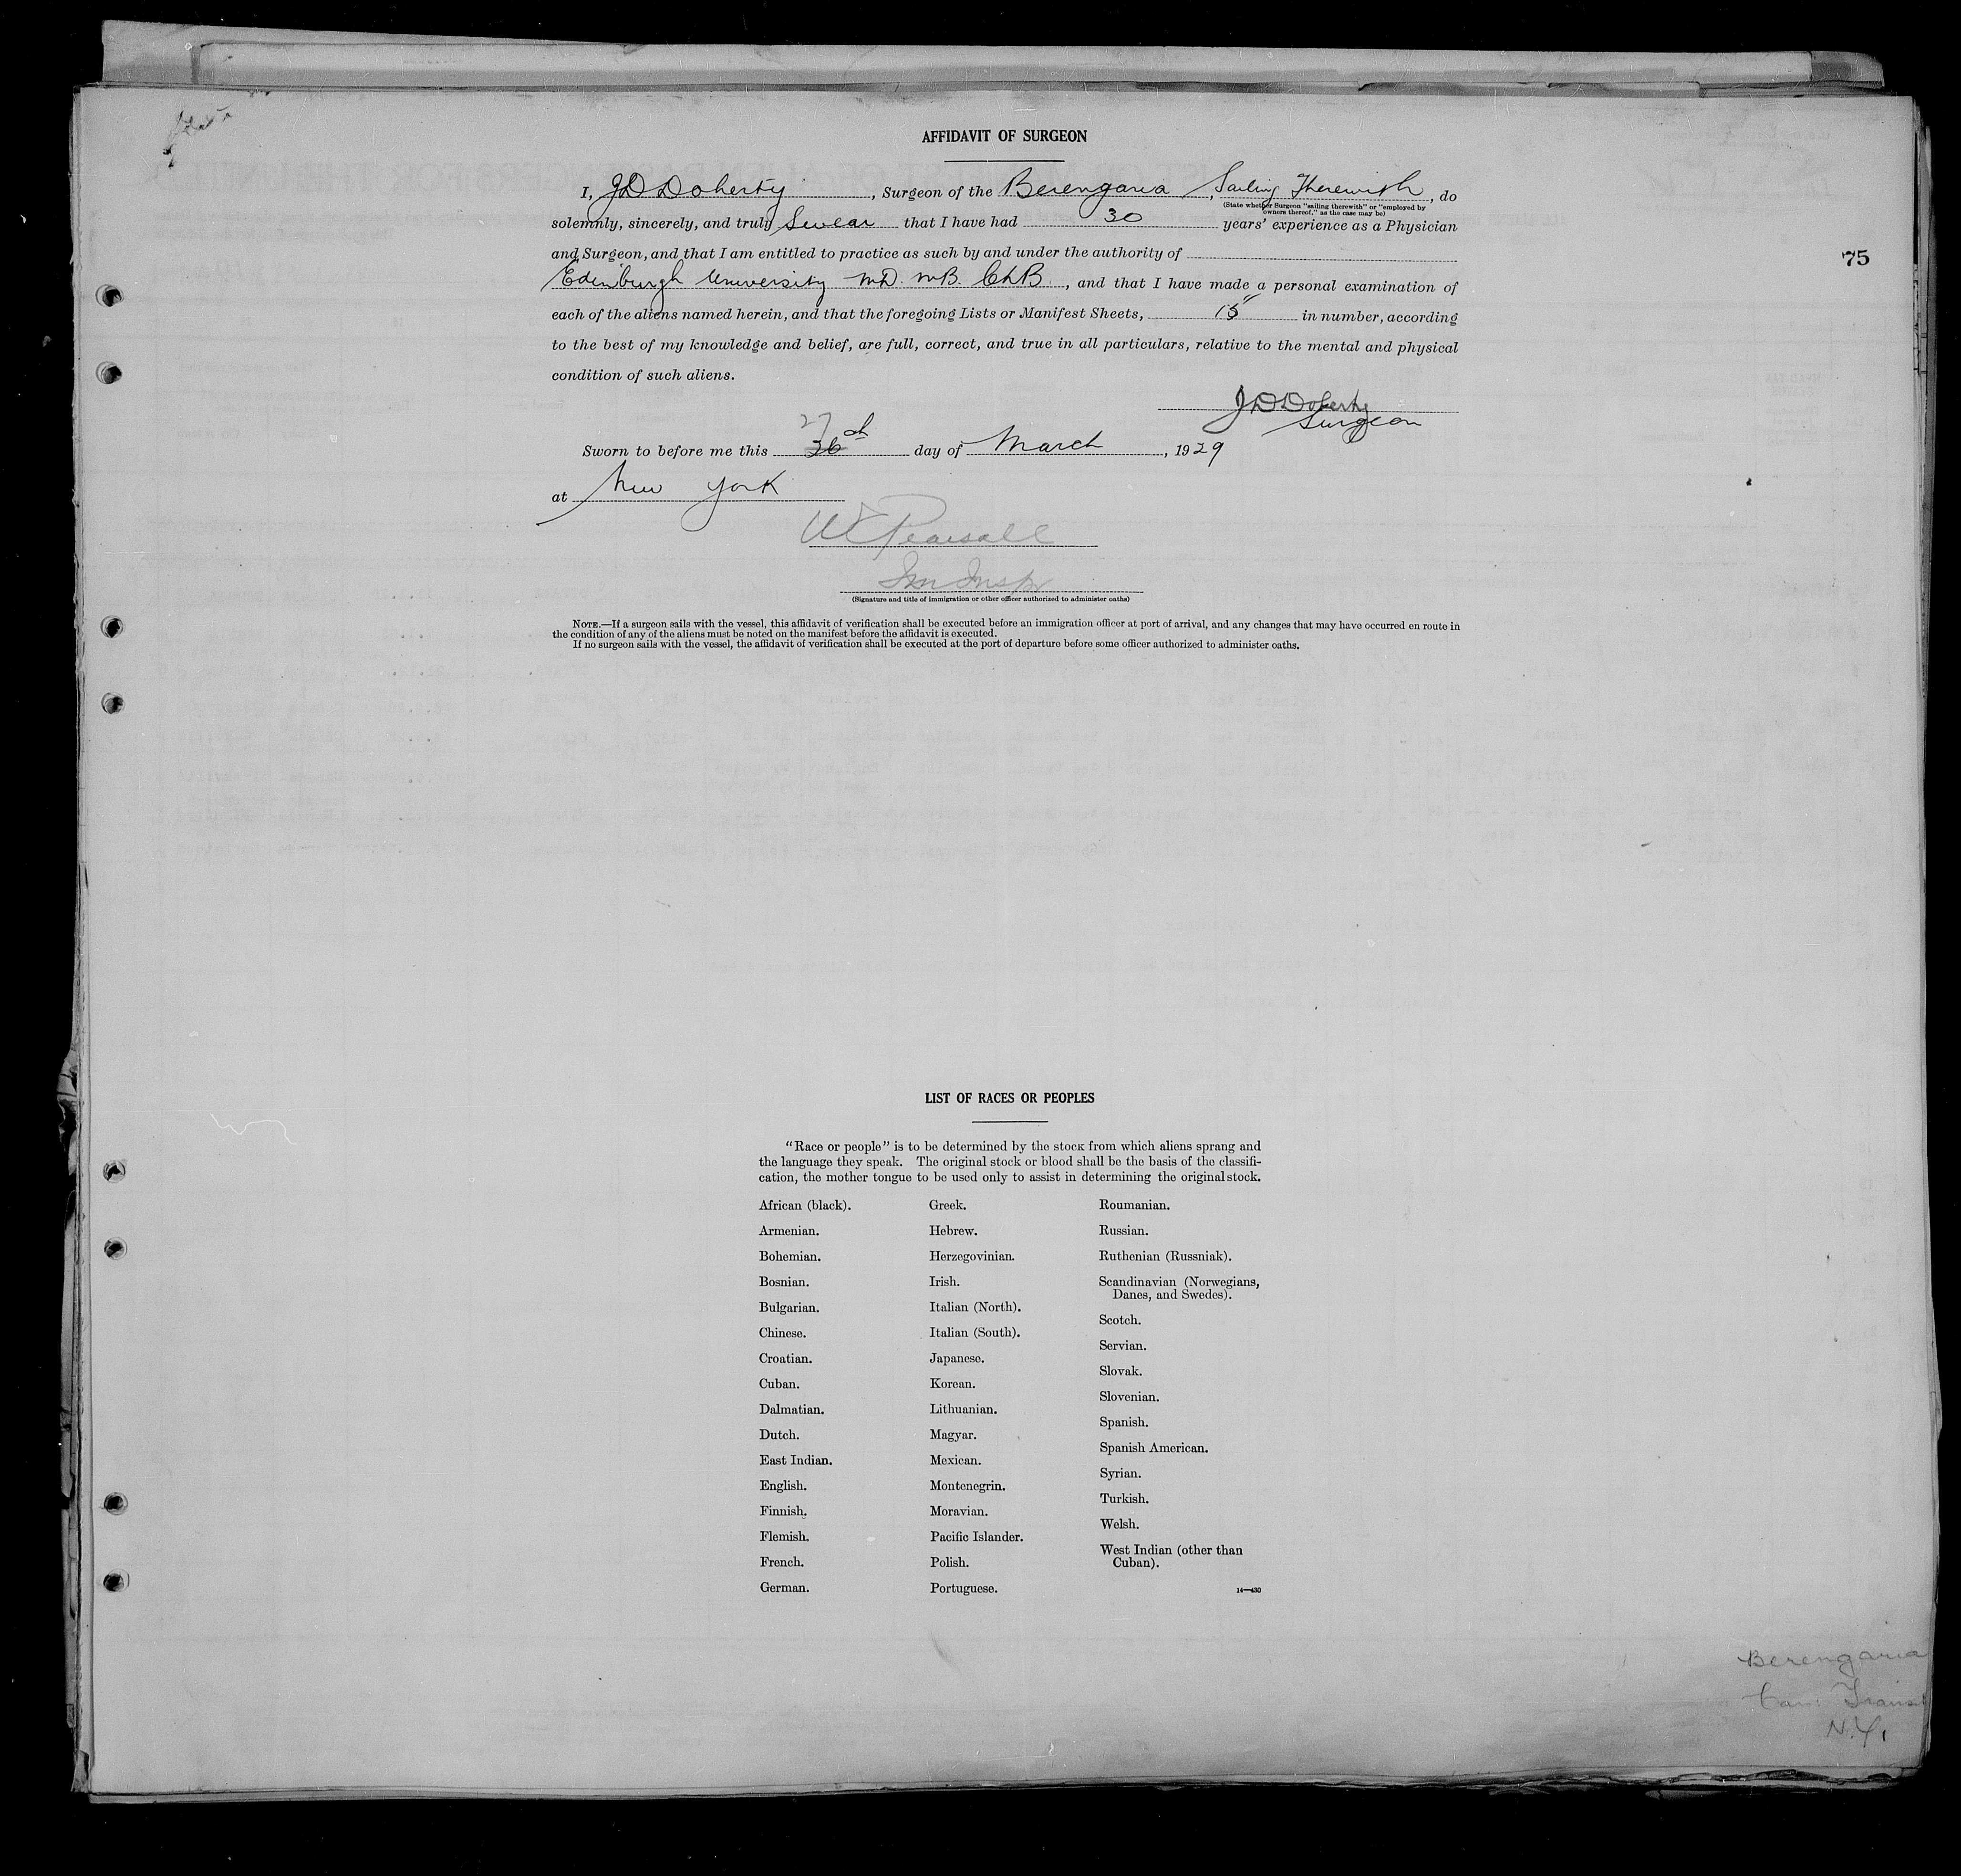 AFFIDAVIT OF SURGEON
I, JD Doherty, Surgeon of the Berengaria, Sailing Therewith, do
(State whether Surgeon "sailing therewith" or "employed by
owners thereof," as the case may be)
solemnly, sincerely, and truly Swear that I have had 30 years' experience as a Physician
and Surgeon, and that I am entitled to practice as such by and under the authority of
75
Edinburgh University MD. MB. ChB., and that I have made a personal examination of
each of the aliens named herein, and that the foregoing Lists or Manifest Sheets, 15 in number, according
to the best of my knowledge and belief, are full, correct, and true in all particulars, relative to the mental and physical
condition of such aliens.
JD Doherty
Surgeon
27
Sworn to before me this 26th day of March, 1929
at New York
W Pearsall
Im Inspr
(Signature and title of immigration or other officer authorized to administer oaths)
NOTE.—If a surgeon sails with the vessel, this affidavit of verification shall be executed before an immigration officer at port of arrival, and any changes that may have occurred en route in
the condition of any of the aliens must be noted on the manifest before the affidavit is executed.
If no surgeon sails with the vessel, the affidavit of verification shall be executed at the port of departure before some officer authorized to administer oaths.
LIST OF RACES OR PEOPLES
"Race or people" is to be determined by the stock from which aliens sprang and
the language they speak. The original stock or blood shall be the basis of the classifi-
cation, the mother tongue to be used only to assist in determining the original stock.
African (black).
Armenian.
Bohemian.
Bosnian.
Bulgarian.
Chinese.
Croatian.
Cuban.
Dalmatian.
Dutch.
East Indian.
English.
Finnish.
Flemish.
French.
German.
Greek.
Hebrew.
Herzegovinian.
Irish.
Italian (North).
Italian (South).
Japanese.
Korean.
Lithuanian.
Magyar.
Mexican.
Montenegrin.
Moravian.
Pacific Islander.
Polish.
Portuguese.
Roumanian.
Russian.
Ruthenian (Russniak).
Scandinavian (Norwegians,
Danes, and Swedes).
Scotch.
Servian.
Slovak.
Slovenian.
Spanish.
Spanish American.
Syrian.
Turkish.
Welsh.
West Indian (other than
Cuban).
14—430
Berengaria
N.Y.